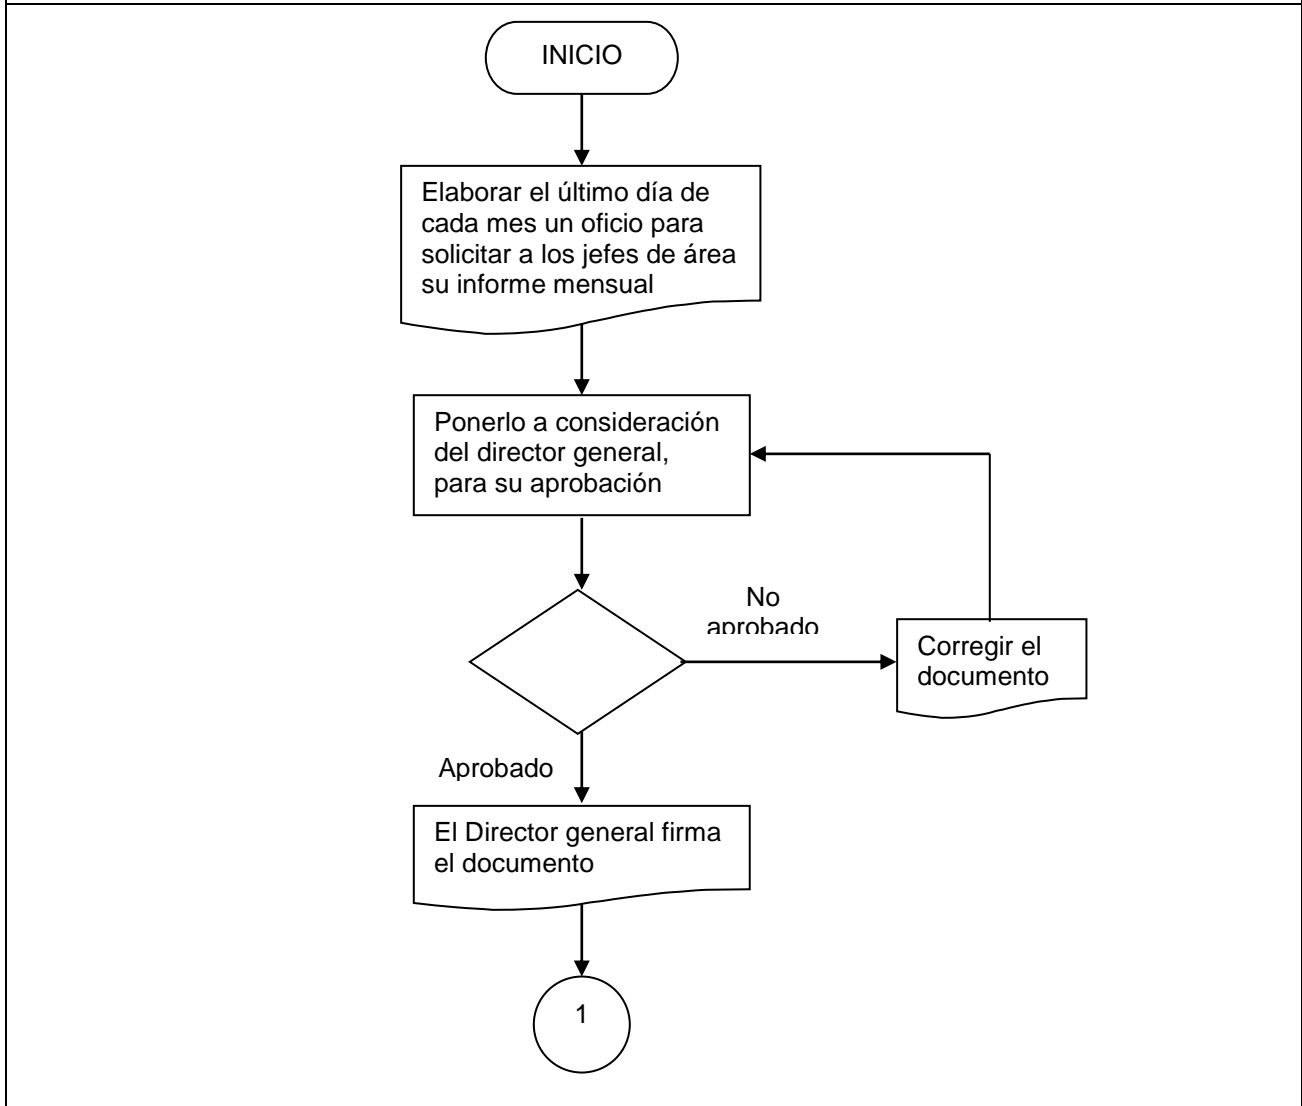 INICIO
Elaborar el último día de
cada mes un oficio para
solicitar a los jefes de área
su informe mensual
Ponerlo a consideración
del director general,
para su aprobación
No
aprobado
Corregir el
documento
Aprobado
El Director general firma
el documento
1